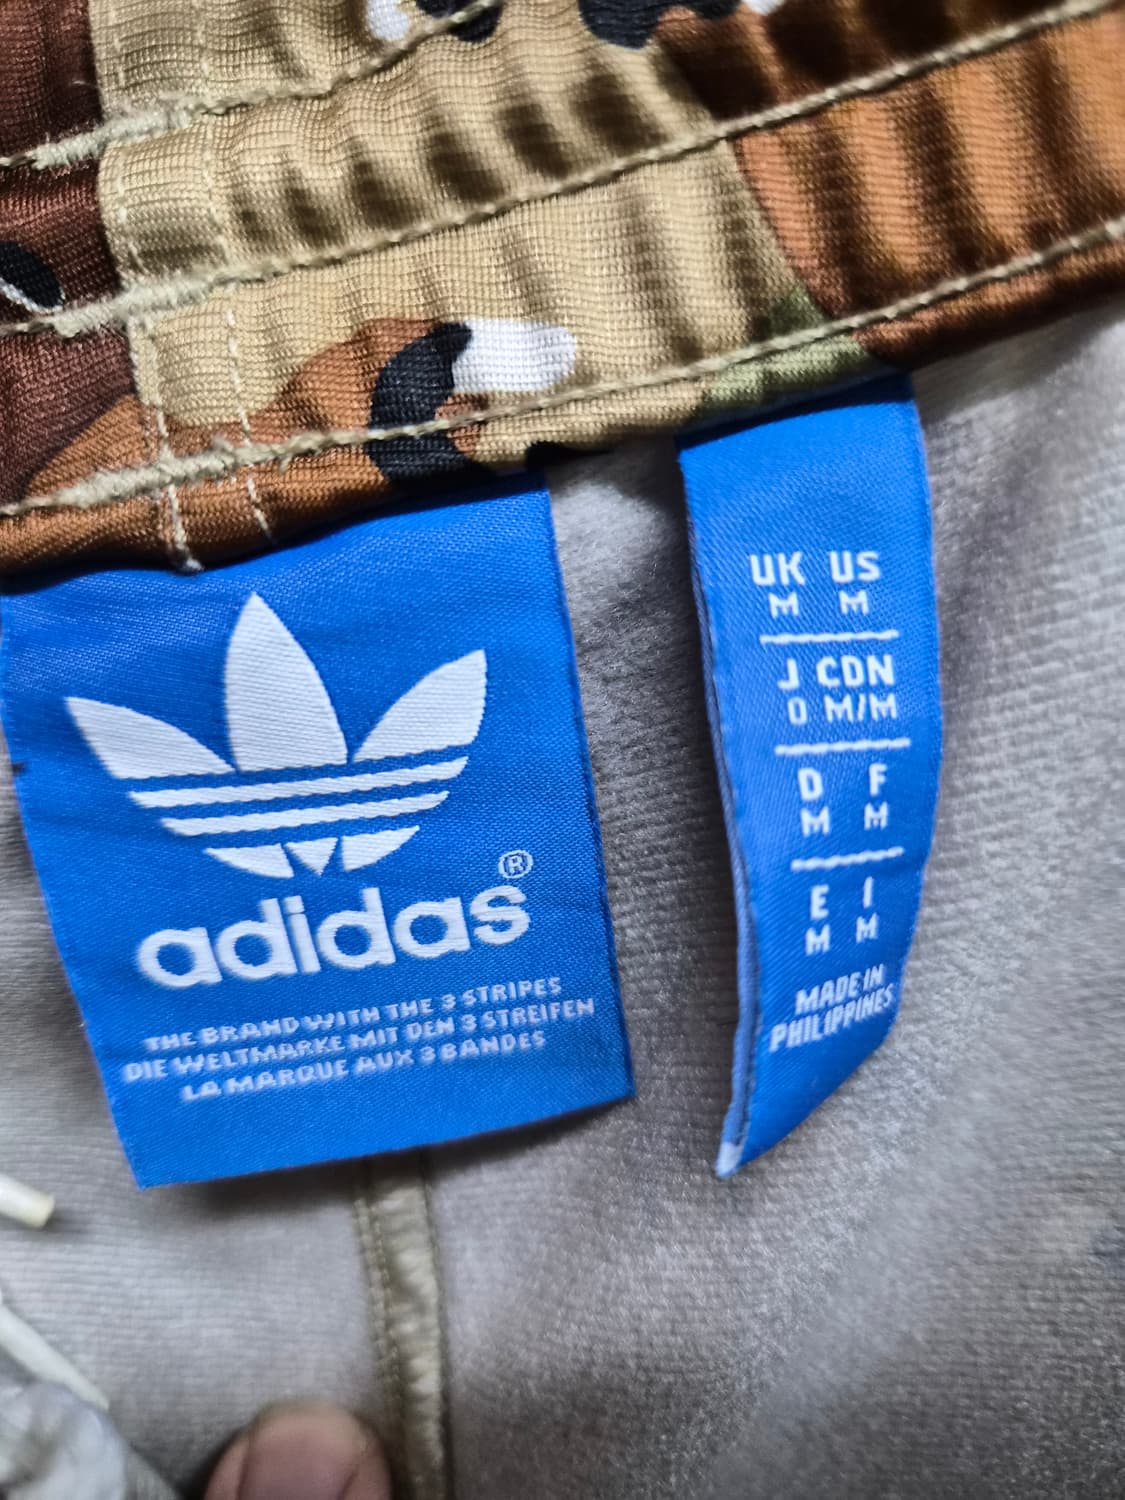 adidas®
THE BRAND WITH THE 3 STRIPES
DIE WELTMARKE MIT DEN 3 STREIFEN
LA MARQUE AUX 3 BANDES
UK US
M M
J CDN
O M/M
D F
M M
E I
M M
MADE IN
PHILIPPINES